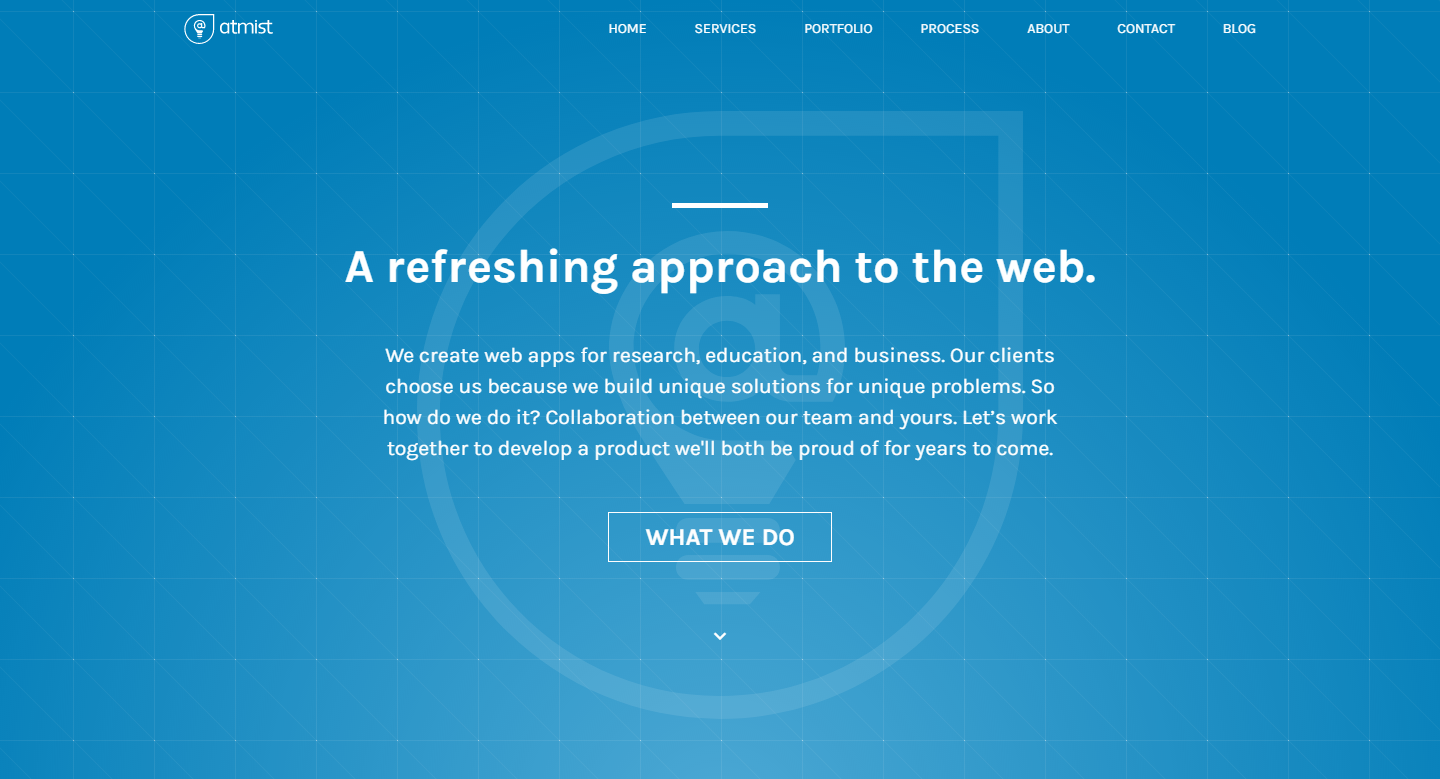 atmist
HOME SERVICES PORTFOLIO PROCESS ABOUT CONTACT BLOG
A refreshing approach to the web.
We create web apps for research, education, and business. Our clients
choose us because we build unique solutions for unique problems. So
how do we do it? Collaboration between our team and yours. Let’s work
together to develop a product we'll both be proud of for years to come.
WHAT WE DO